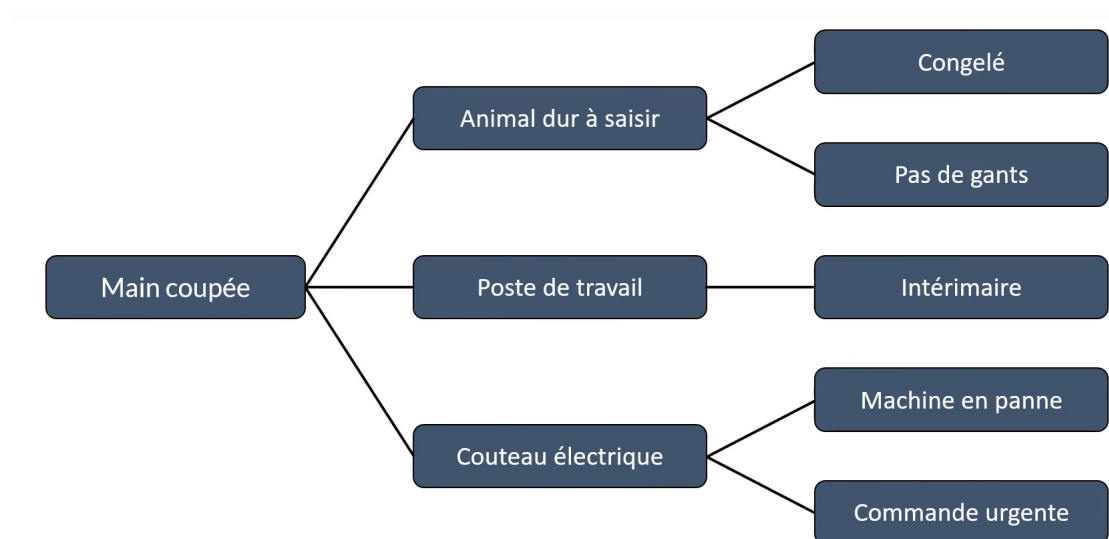 Main coupée
Animal dur à saisir
Congelé
Pas de gants
Poste de travail
Intérimaire
Couteau électrique
Machine en panne
Commande urgente